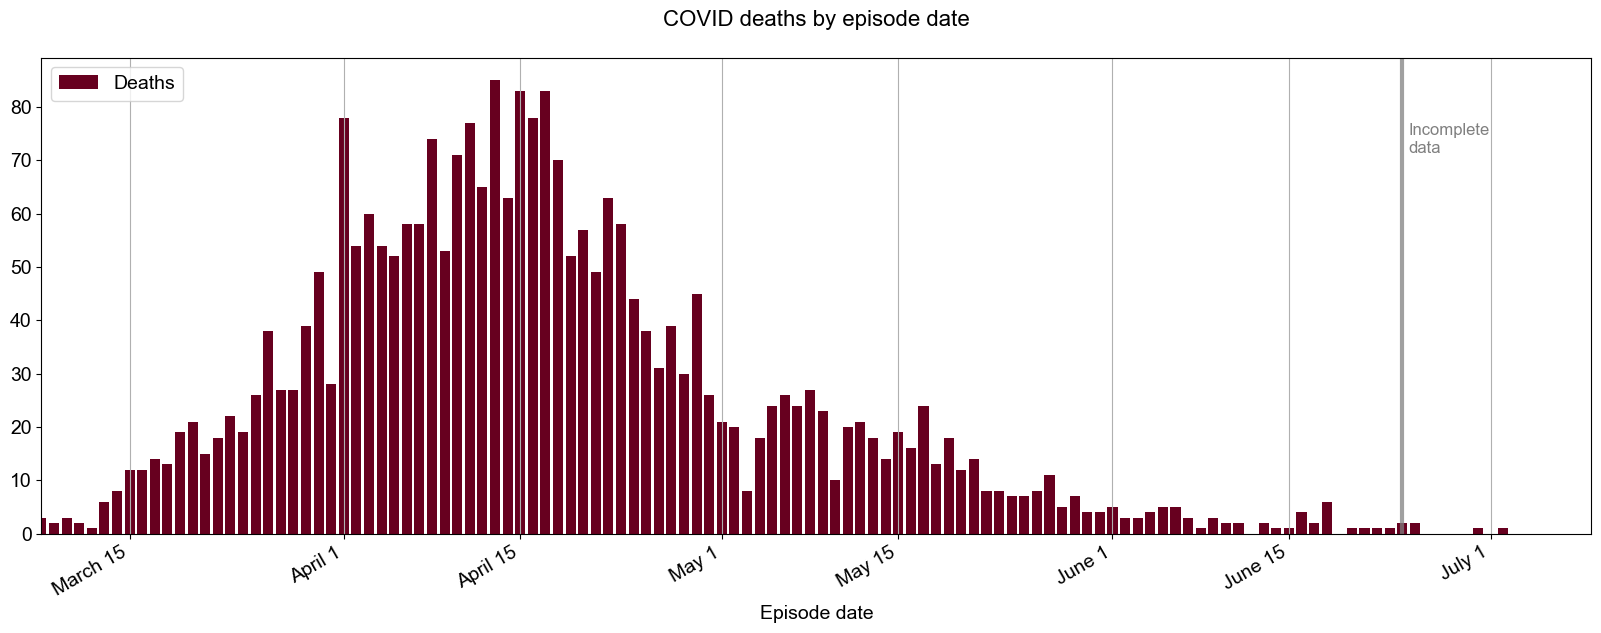 COVID deaths by episode date
Deaths
80
70
60
50
40
30
20
10
0
Incomplete
data
March 15
April 1
April 15
May 1
May 15
June 1
June 15
July 1
Episode date